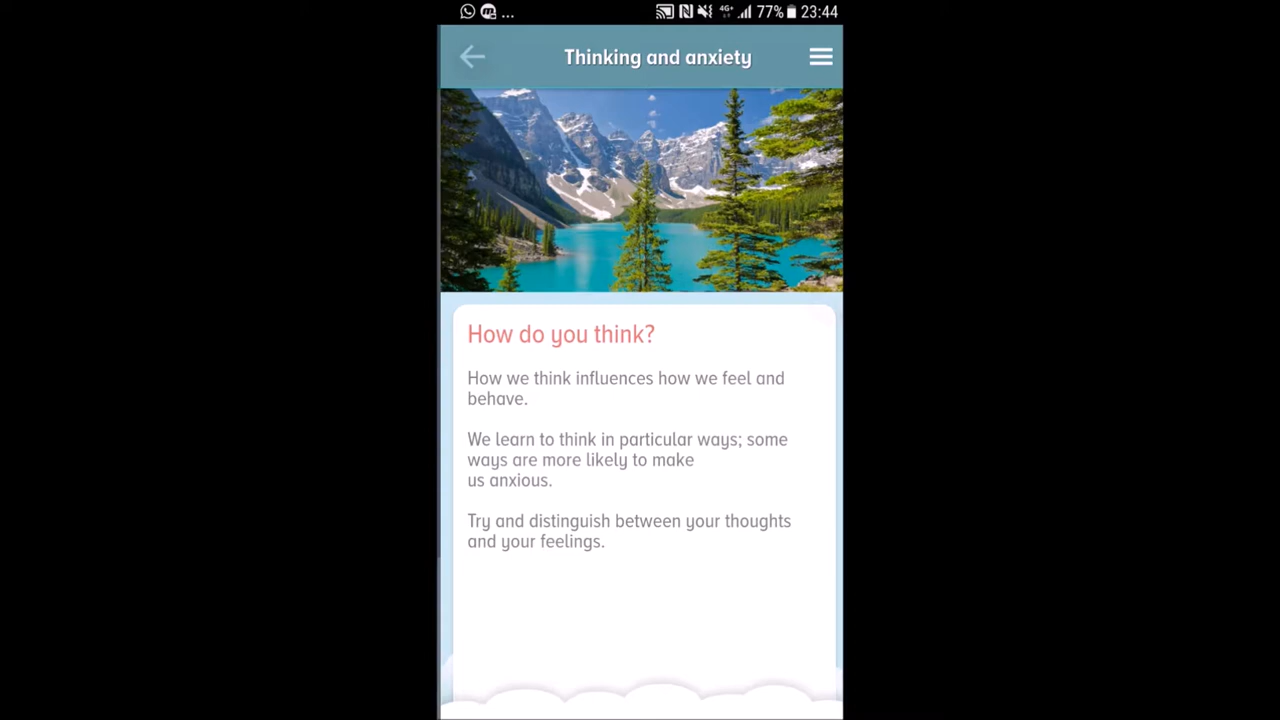 ... 4G+ 77% 23:44
Thinking and anxiety
How do you think?
How we think influences how we feel and
behave.
We learn to think in particular ways; some
ways are more likely to make
us anxious.
Try and distinguish between your thoughts
and your feelings.